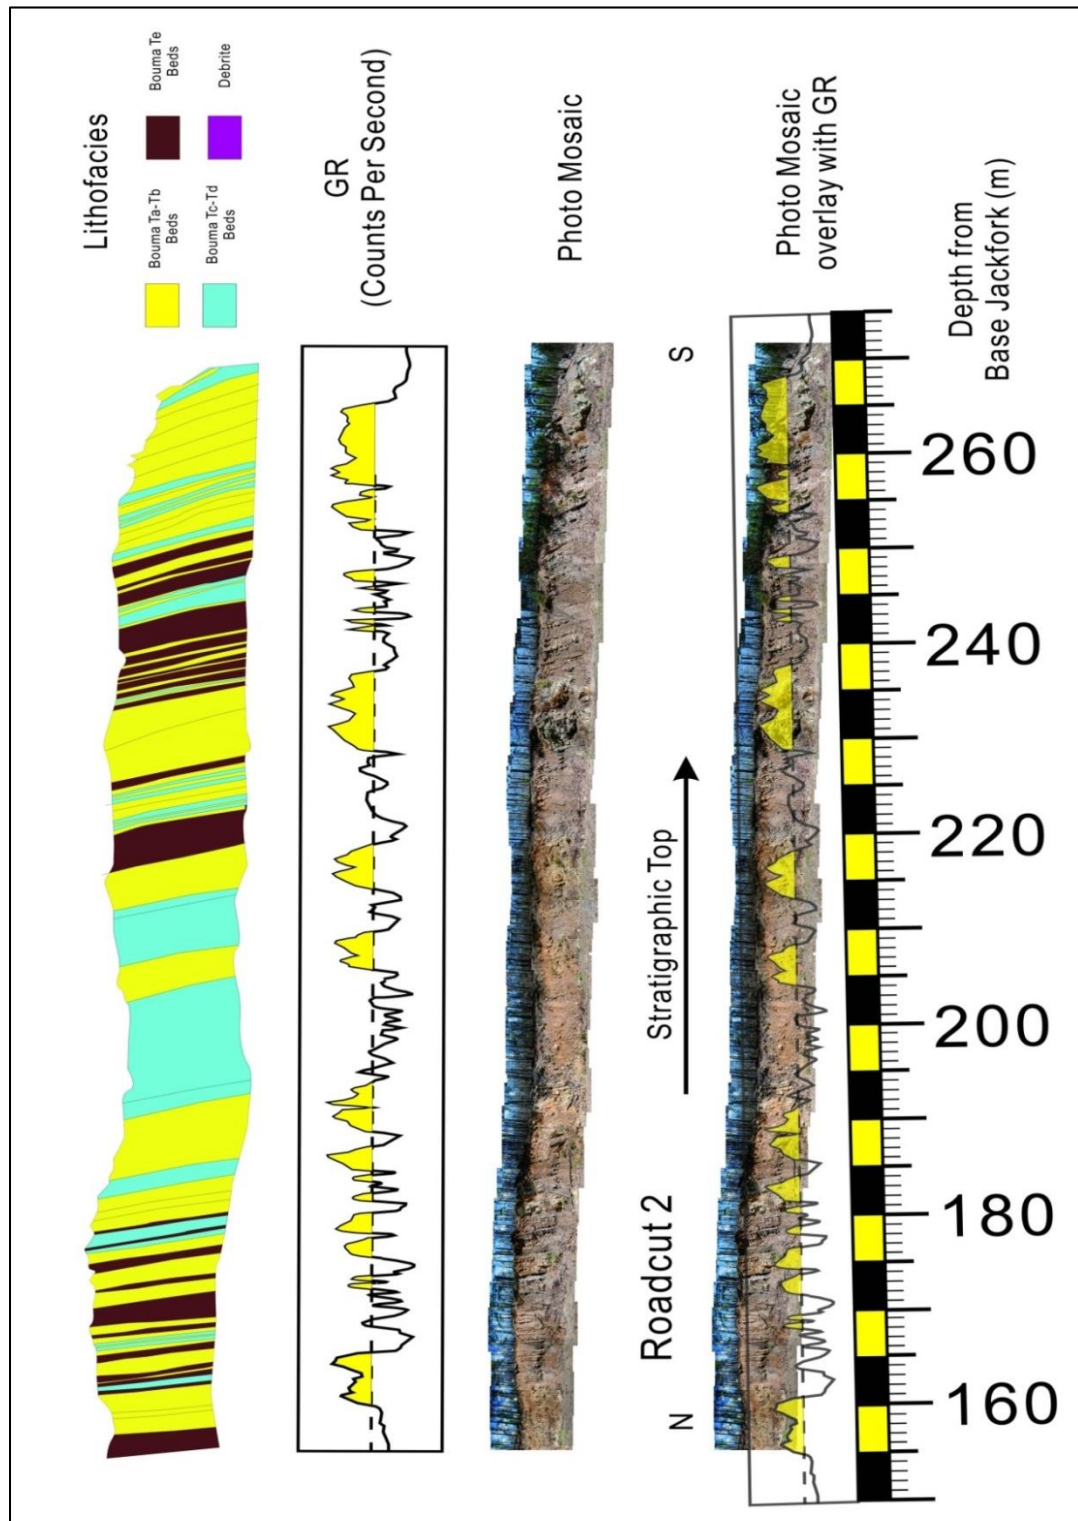 Lithofacies
Bouma Ta-Tb
Beds
Bouma Te
Beds
Bouma Tc-Td
Beds
Debrite
GR
(Counts Per Second)
Photo Mosaic
N
Roadcut 2
Stratigraphic Top
S
Photo Mosaic
overlay with GR
160
180
200
220
240
260
Depth from
Base Jackfork (m)